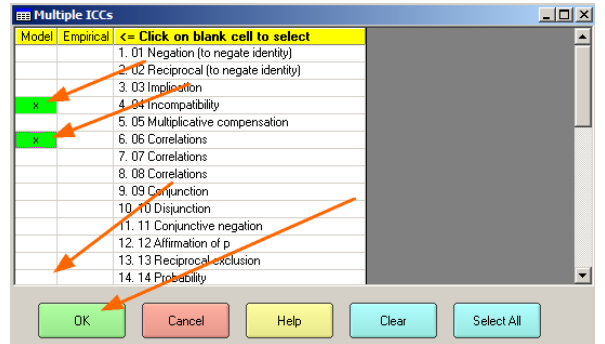 Multiple ICCs
Model Empirical <= Click on blank cell to select
1. 01 Negation (to negate identity)
2. 02 Reciprocal (to negate identity)
3. 03 Implication
x 4. 04 Incompatibility
5. 05 Multiplicative compensation
x 6. 06 Correlations
7. 07 Correlations
8. 08 Correlations
9. 09 Conjunction
10. 10 Disjunction
11. 11 Conjunctive negation
12. 12 Affirmation of p
13. 13 Reciprocal exclusion
14. 14 Probability
OK Cancel Help Clear Select All